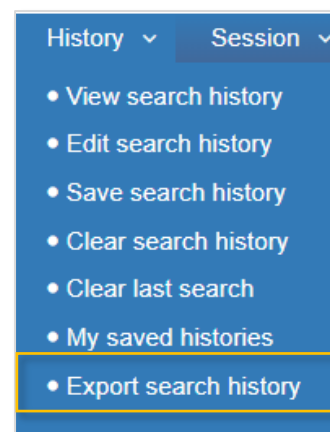 History Session
• View search history
• Edit search history
• Save search history
• Clear search history
• Clear last search
• My saved histories
• Export search history